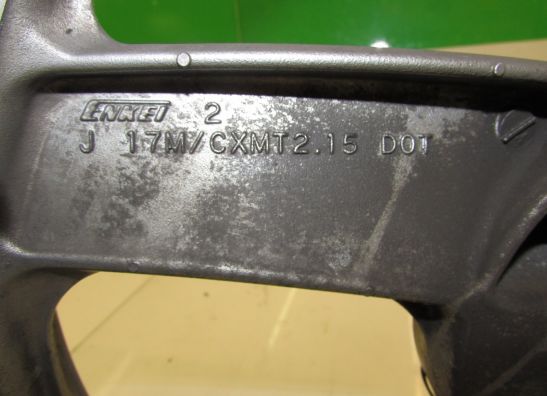 ENKEI 2
J 17M/CXMT2.15 DOT